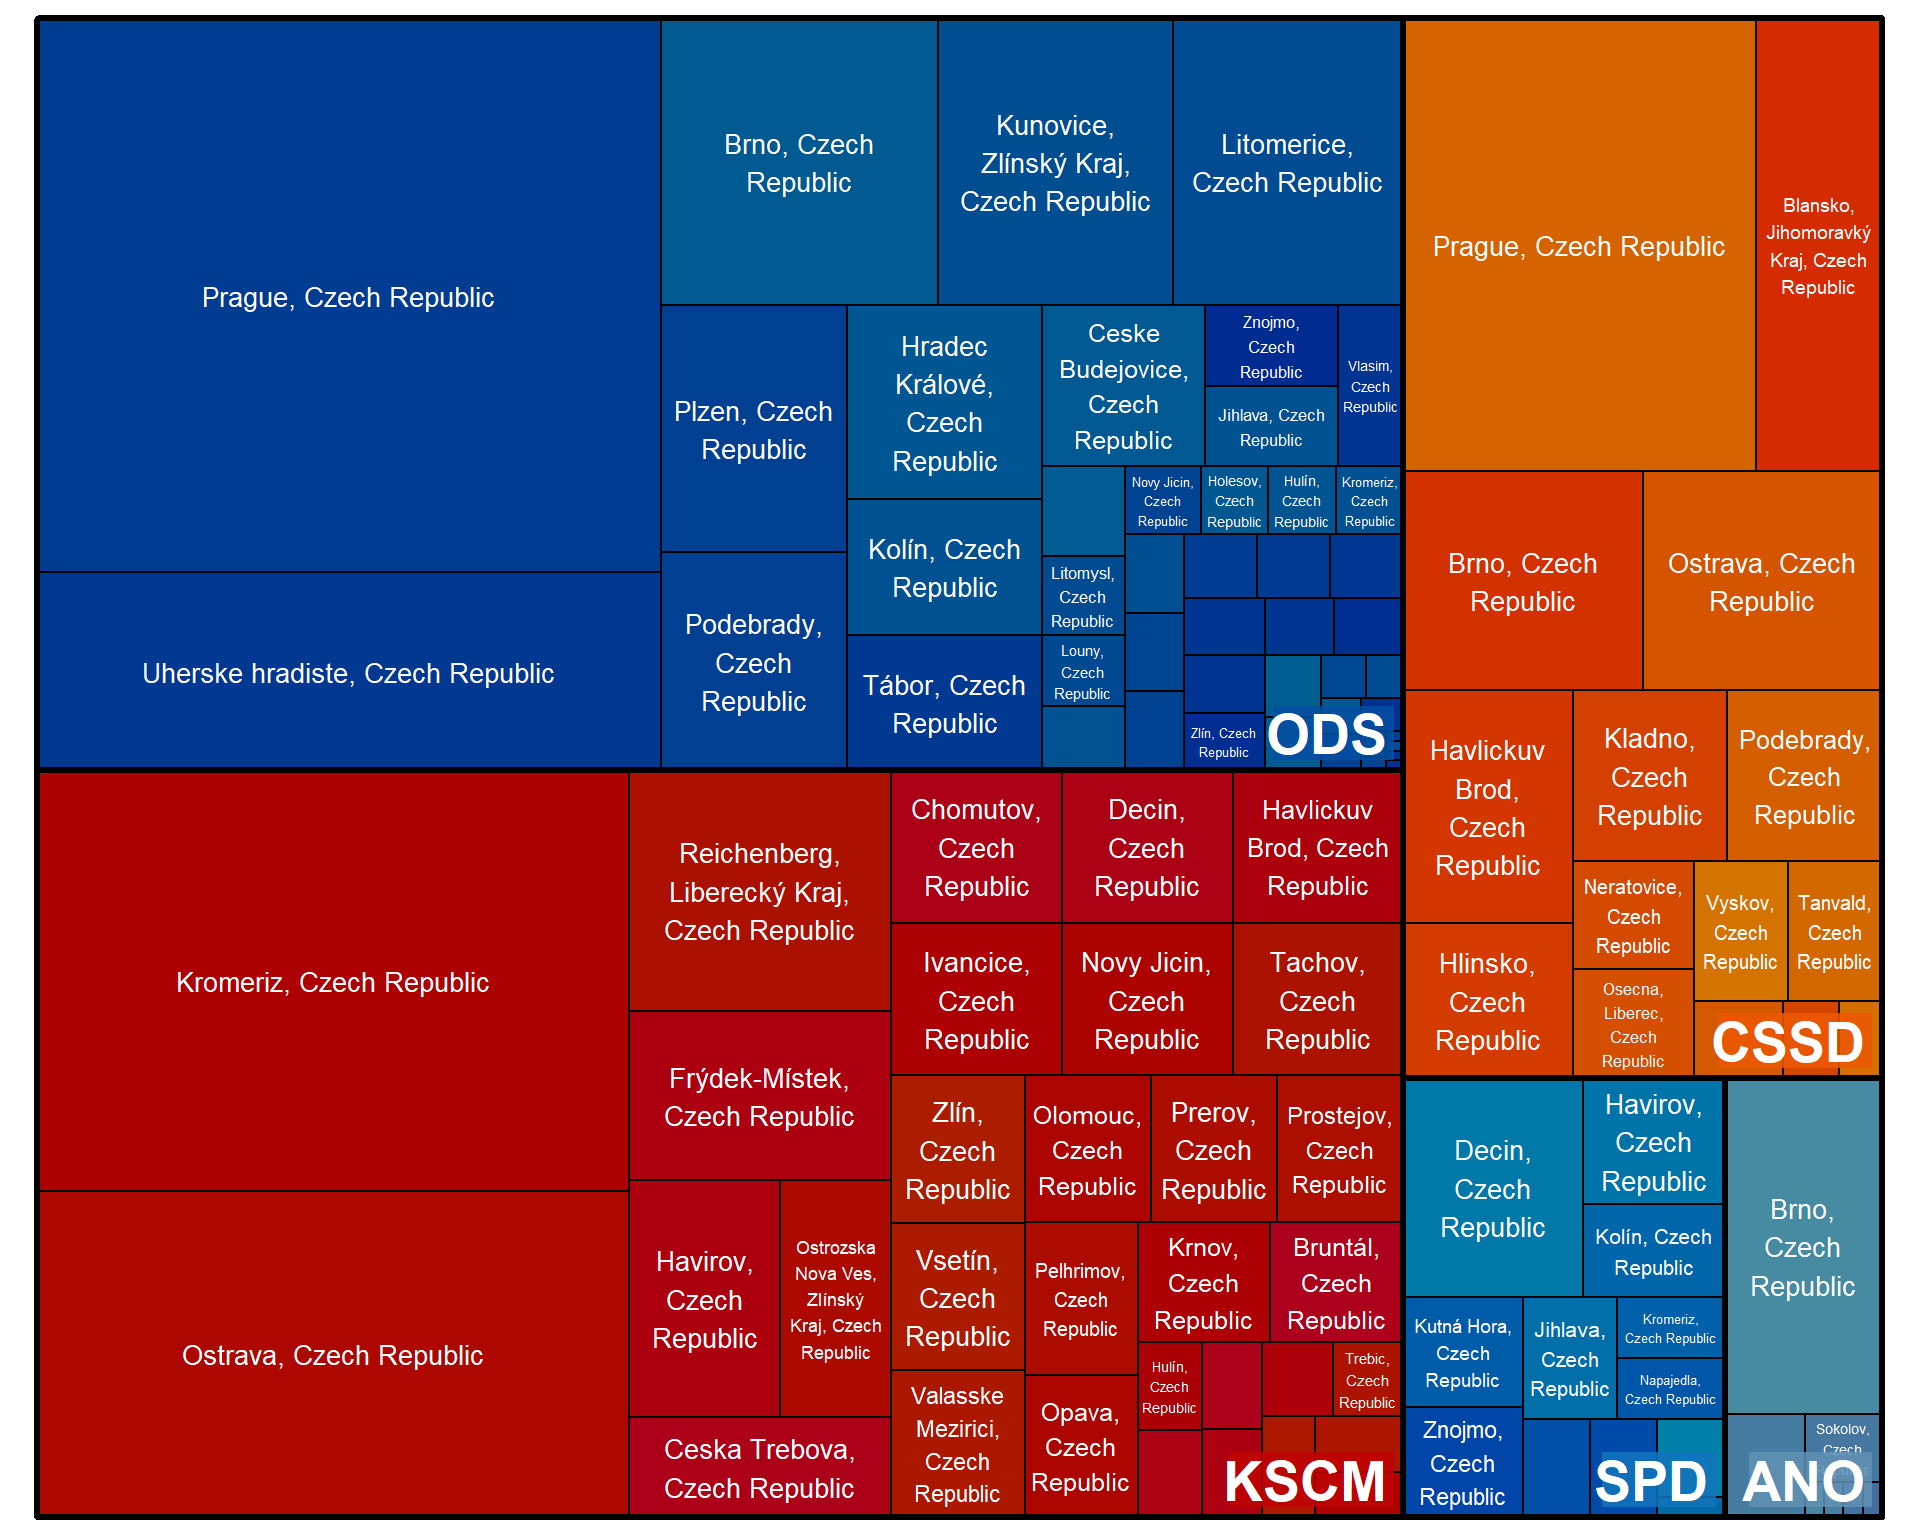 Prague, Czech Republic
Uherske hradiste, Czech Republic
Brno, Czech
Republic
Kunovice,
Zlínský Kraj,
Czech Republic
Litomerice,
Czech Republic
Plzen, Czech
Republic
Podebrady,
Czech
Republic
Hradec
Králové,
Czech
Republic
Kolín, Czech
Republic
Tábor, Czech
Republic
Ceske
Budejovice,
Czech
Republic
Znojmo,
Czech
Republic
Jihlava, Czech
Republic
Vlasim,
Czech
Republic
Litomysl,
Czech
Republic
Louny,
Czech
Republic
Novy Jicin,
Czech
Republic
Holesov,
Czech
Republic
Hulín,
Czech
Republic
Kromeriz,
Czech
Republic
Zlín, Czech
Republic
ODS
Prague, Czech Republic
Blansko,
Jihomoravký
Kraj, Czech
Republic
Brno, Czech
Republic
Ostrava, Czech
Republic
Havlickuv
Brod,
Czech
Republic
Kladno,
Czech
Republic
Podebrady,
Czech
Republic
Hlinsko,
Czech
Republic
Neratovice,
Czech
Republic
Osecna,
Liberec,
Czech
Republic
Vyskov,
Czech
Republic
Tanvald,
Czech
Republic
CSSD
Kromeriz, Czech Republic
Ostrava, Czech Republic
Reichenberg,
Liberecký Kraj,
Czech Republic
Frýdek-Místek,
Czech Republic
Havirov,
Czech
Republic
Ostrozska
Nova Ves,
Zlínský
Kraj, Czech
Republic
Ceska Trebova,
Czech Republic
Chomutov,
Czech
Republic
Decin,
Czech
Republic
Havlickuv
Brod, Czech
Republic
Ivancice,
Czech
Republic
Novy Jicin,
Czech
Republic
Tachov,
Czech
Republic
Zlín,
Czech
Republic
Olomouc,
Czech
Republic
Prerov,
Czech
Republic
Prostejov,
Czech
Republic
Vsetín,
Czech
Republic
Valasske
Mezirici,
Czech
Republic
Pelhrimov,
Czech
Republic
Opava,
Czech
Republic
Krnov,
Czech
Republic
Bruntál,
Czech
Republic
Hulín,
Czech
Republic
Trebic,
Czech
Republic
KSCM
Decin,
Czech
Republic
Havirov,
Czech
Republic
Kolín, Czech
Republic
Kutná Hora,
Czech
Republic
Jihlava,
Czech
Republic
Kromeriz,
Czech Republic
Napajedla,
Czech Republic
Znojmo,
Czech
Republic
SPD
Brno,
Czech
Republic
Sokolov,
Czech
ANO